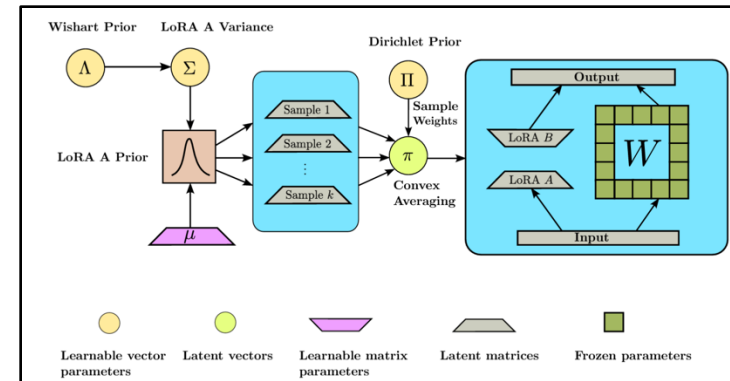 Wishart Prior
LoRA A Variance
Λ
Σ
Dirichlet Prior
Π
Sample
Weights
LoRA A Prior
Sample 1
Sample 2
⋮
Sample k
π
Convex
Averaging
μ
Output
LoRA B
W
LoRA A
Input
Learnable vector
parameters
Latent vectors
Learnable matrix
parameters
Latent matrices
Frozen parameters